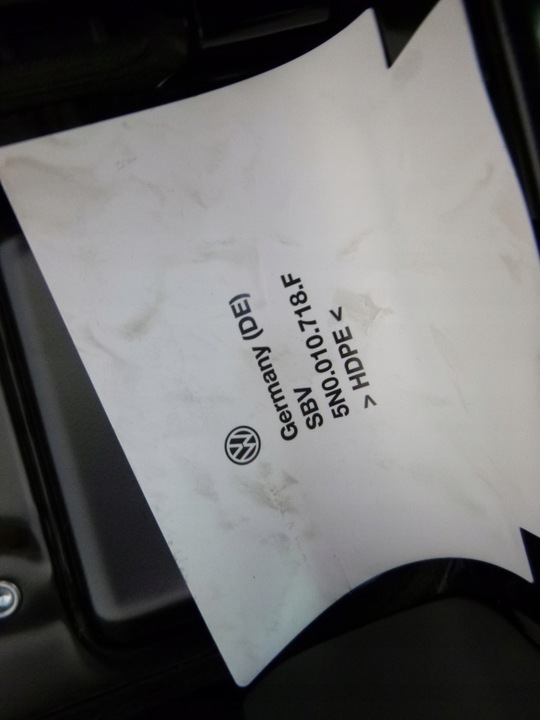 Germany (DE)
SBV
5N0.010.718.F
> HDPE <